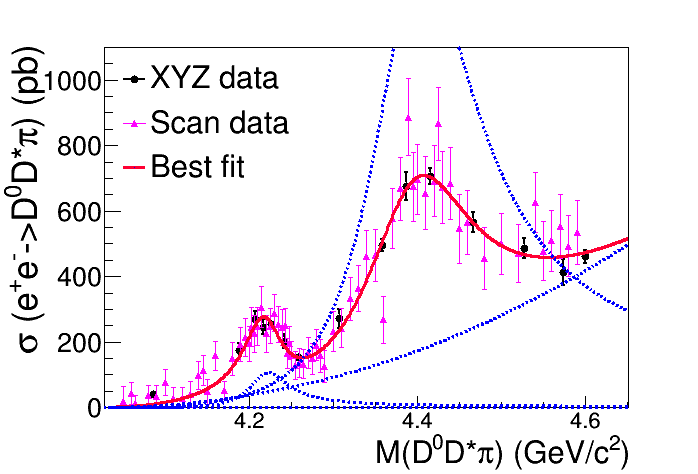 σ (e⁺e⁻->D⁰D*π) (pb)
1000
800
600
400
200
0
XYZ data
Scan data
Best fit
4.2 4.4 4.6
M(D⁰D*π) (GeV/c²)